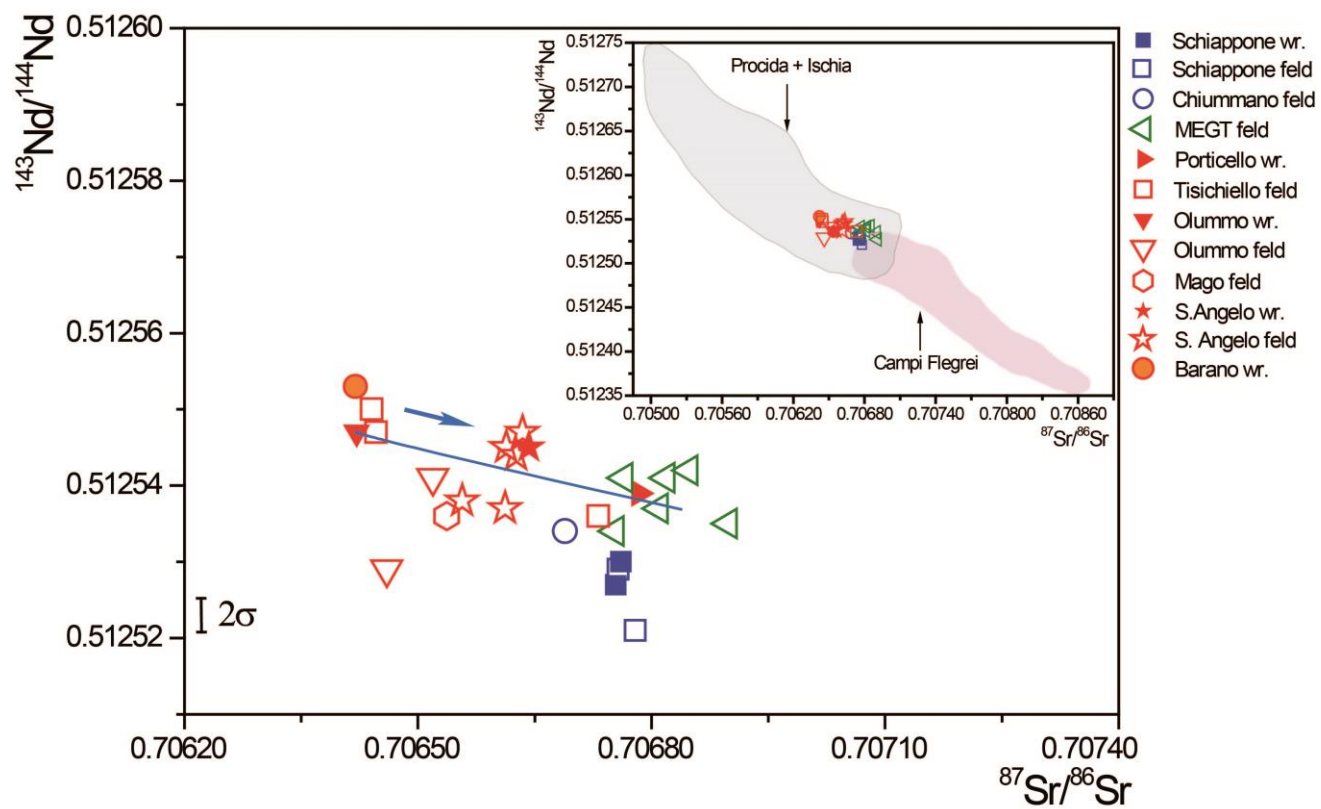 ¹⁴³Nd/¹⁴⁴Nd
0.51260
0.51258
0.51256
0.51254
0.51252
2σ
0.70620
0.70650
0.70680
0.70710
0.70740
⁸⁷Sr/⁸⁶Sr
¹⁴³Nd/¹⁴⁴Nd
0.51275
0.51270
0.51265
0.51260
0.51255
0.51250
0.51245
0.51240
0.51235
Procida + Ischia
Campi Flegrei
0.70500
0.70560
0.70620
0.70680
0.70740
0.70800
0.70860
⁸⁷Sr/⁸⁶Sr
Schiappone wr.
Schiappone feld
Chiummano feld
MEGT feld
Porticello wr.
Tisichiello feld
Olummo wr.
Olummo feld
Mago feld
S.Angelo wr.
S. Angelo feld
Barano wr.